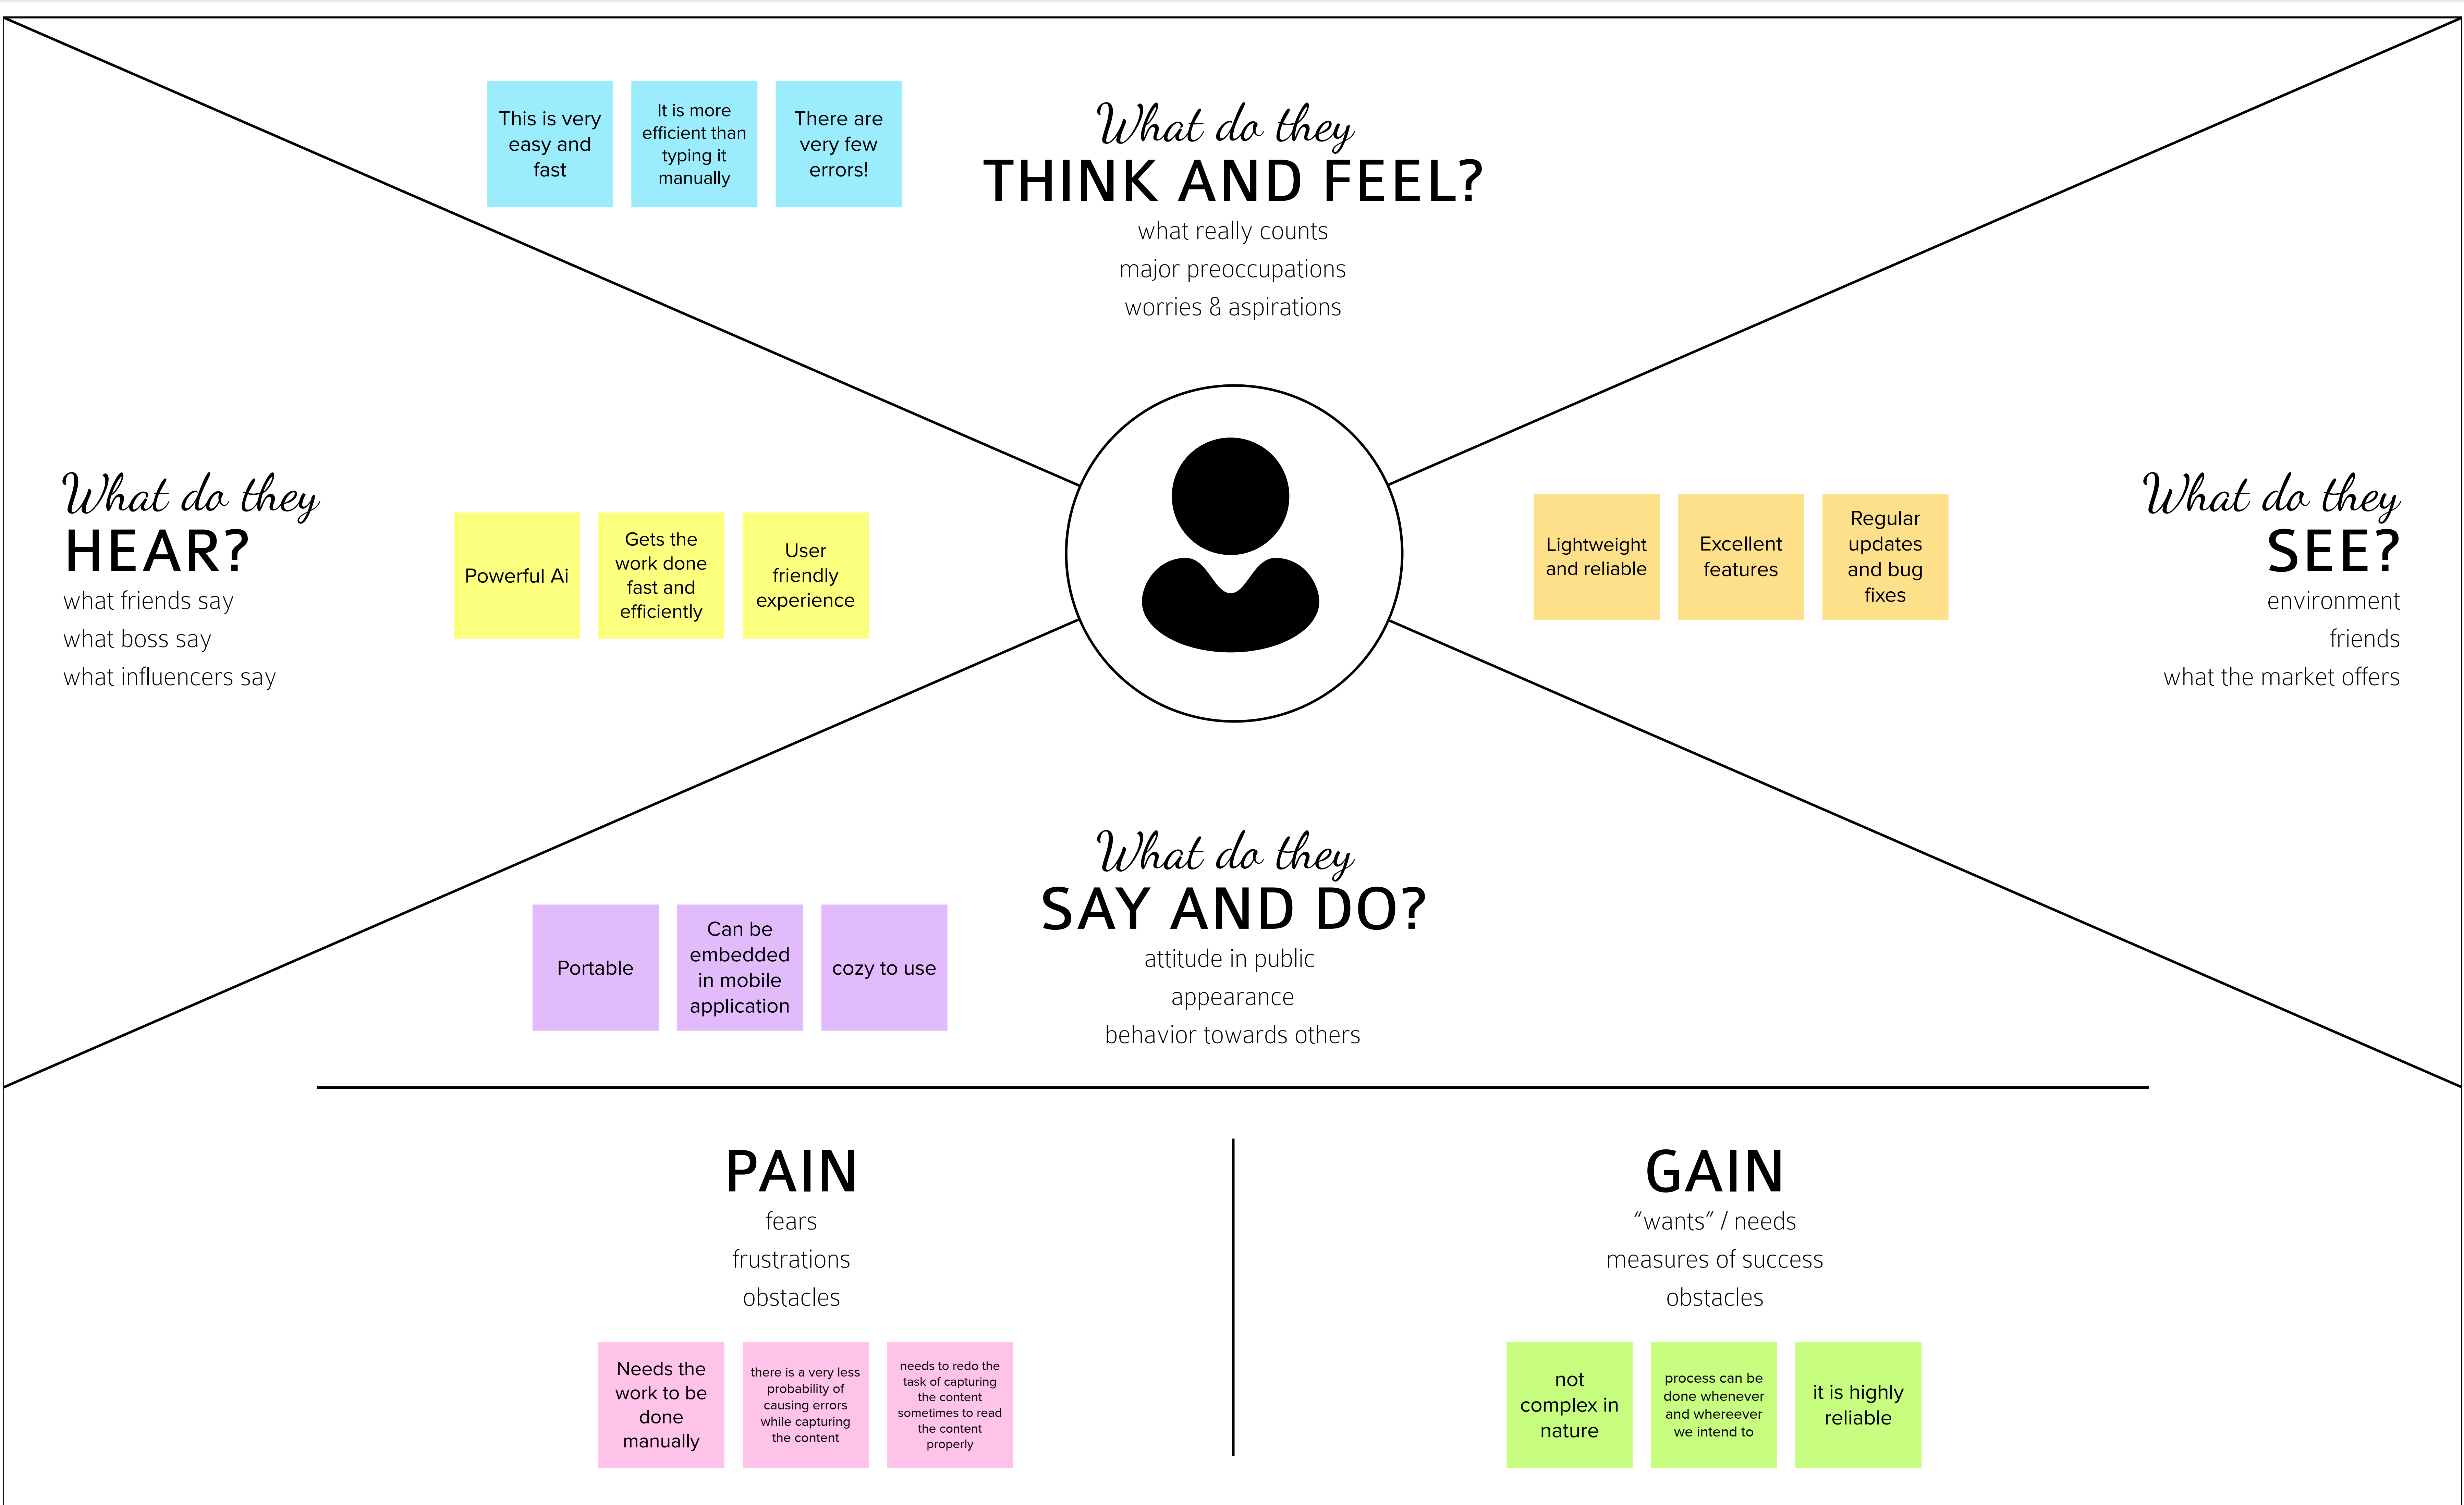 This is very
easy and
fast
It is more
efficient than
typing it
manually
There are
very few
errors!
What do they
THINK AND FEEL?
what really counts
major preoccupations
worries & aspirations
What do they
HEAR?
what friends say
what boss say
what influencers say
Powerful Ai
Gets the
work done
fast and
efficiently
User
friendly
experience
Lightweight
and reliable
Excellent
features
Regular
updates
and bug
fixes
What do they
SEE?
environment
friends
what the market offers
Portable
Can be
embedded
in mobile
application
cozy to use
What do they
SAY AND DO?
attitude in public
appearance
behavior towards others
PAIN
fears
frustrations
obstacles
Needs the
work to be
done
manually
there is a very less
probability of
causing errors
while capturing
the content
needs to redo the
task of capturing
the content
sometimes to read
the content
properly
GAIN
“wants” / needs
measures of success
obstacles
not
complex in
nature
process can be
done whenever
and whereever
we intend to
it is highly
reliable